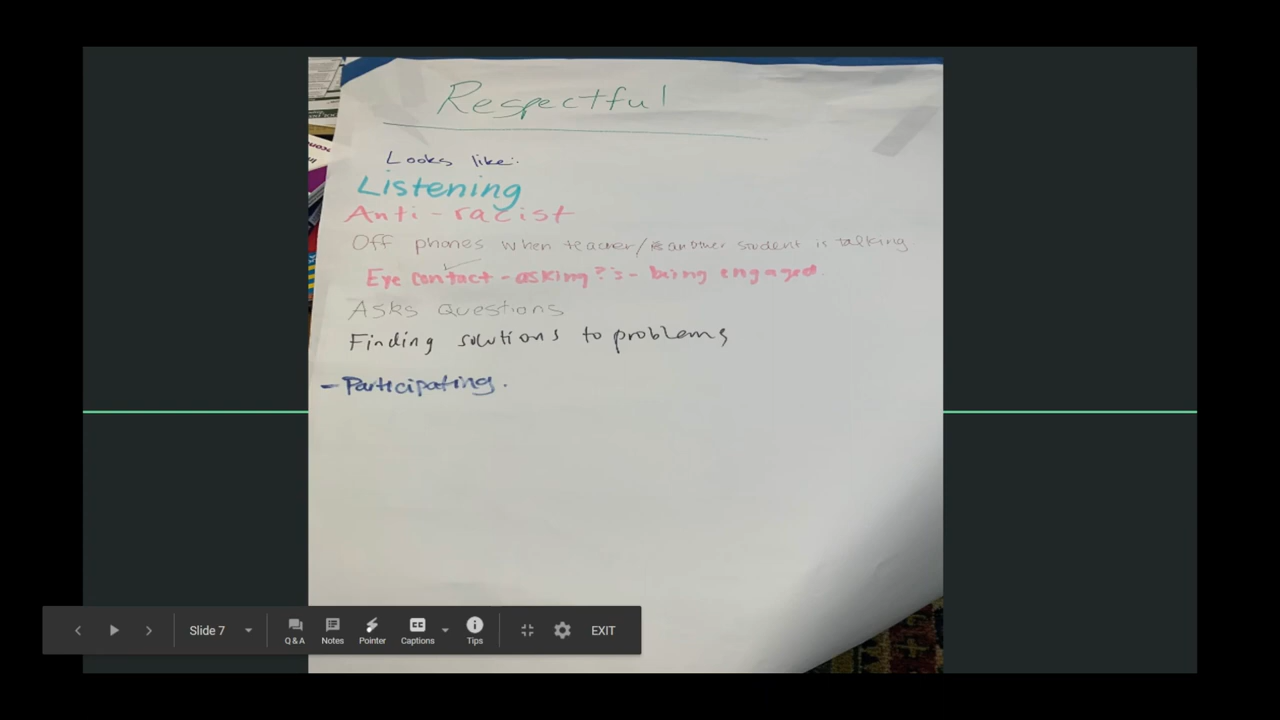 Respectful
Looks like:
Listening
Anti-racist
Off phones when teacher/ another student is talking
Eye contact - asking ?'s - being engaged.
Asks questions
Finding solutions to problems
- Participating.
Slide 7
Q&A
Notes
Pointer
CC
Captions
Tips
EXIT